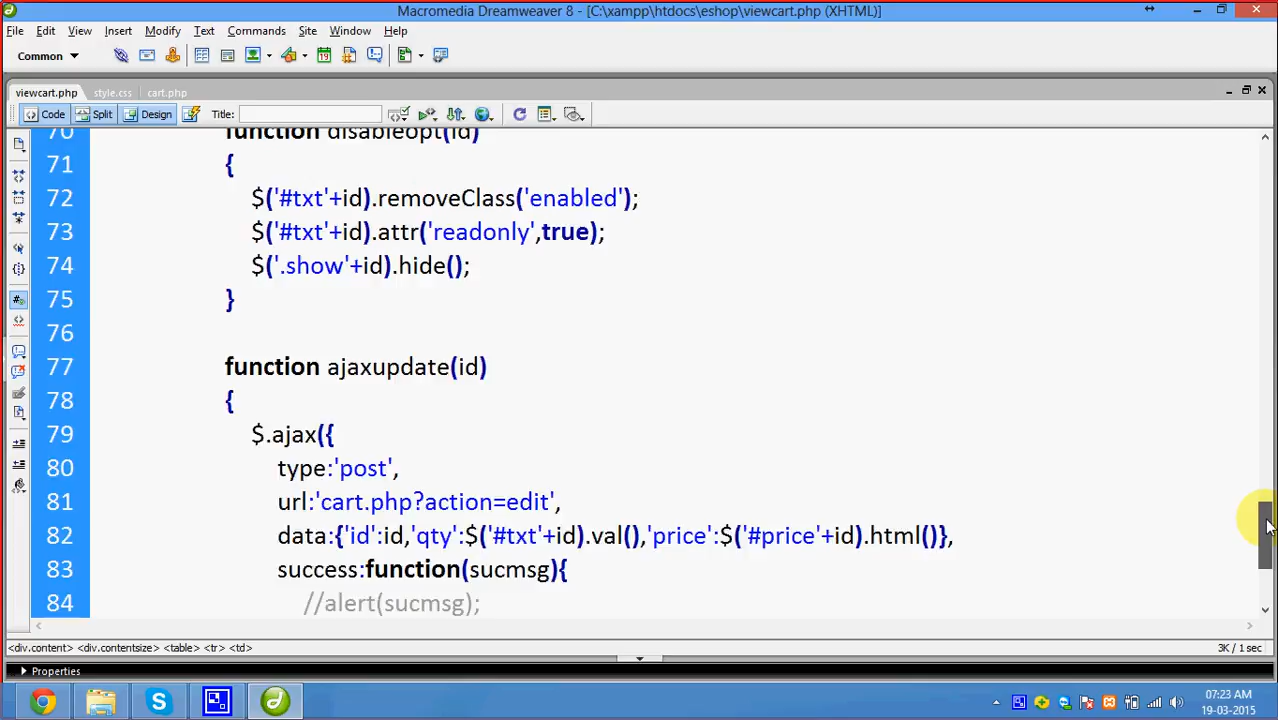 Macromedia Dreamweaver 8 - [C:\xampp\htdocs\eshop\viewcart.php (XHTML)]
File Edit View Insert Modify Text Commands Site Window Help
Common
viewcart.php style.css cart.php
Code Split Design Title:
70 function disableopt(id)
71 {
72 $('#txt'+id).removeClass('enabled');
73 $('#txt'+id).attr('readonly',true);
74 $('.show'+id).hide();
75 }
76
77 function ajaxupdate(id)
78 {
79 $.ajax({
80 type:'post',
81 url:'cart.php?action=edit',
82 data:{'id':id,'qty':$('#txt'+id).val(),'price':$('#price'+id).html()},
83 success:function(sucmsg){
84 //alert(sucmsg);
<div.content> <div.contentsize> <table> <tr> <td> 3K / 1 sec
Properties
07:23 AM
19-03-2015